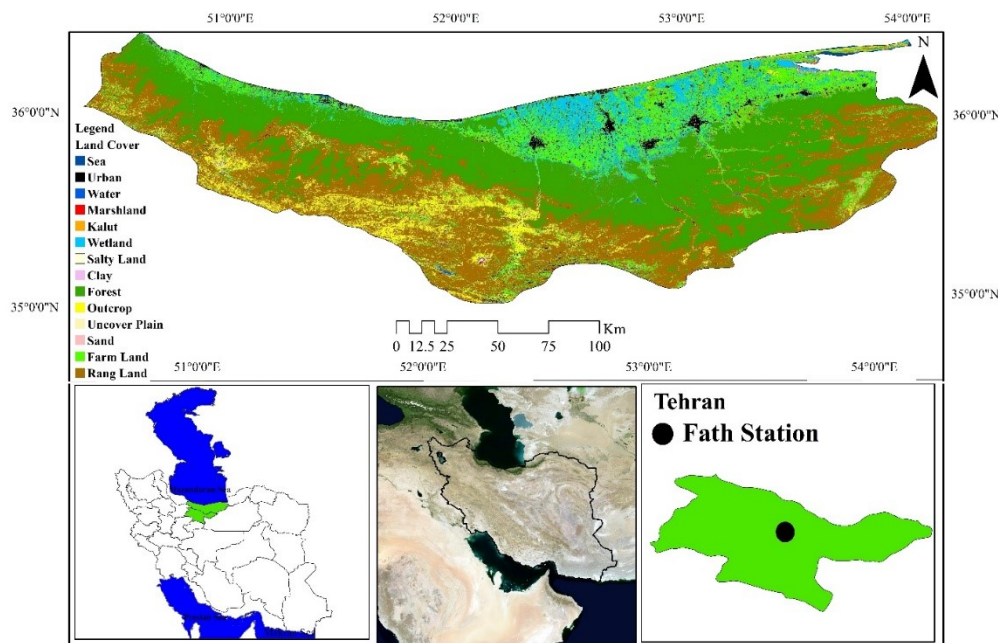 51°0'0"E 52°0'0"E 53°0'0"E 54°0'0"E
N
36°0'0"N 36°0'0"N
Legend
Land Cover
Sea
Urban
Water
Marshland
Kalut
Wetland
Salty Land
Clay
Forest
Outcrop
Uncover Plain
Sand
Farm Land
Rang Land
35°0'0"N 35°0'0"N
Km
0 12.5 25 50 75 100
51°0'0"E 52°0'0"E 53°0'0"E 54°0'0"E
Tehran
Fath Station